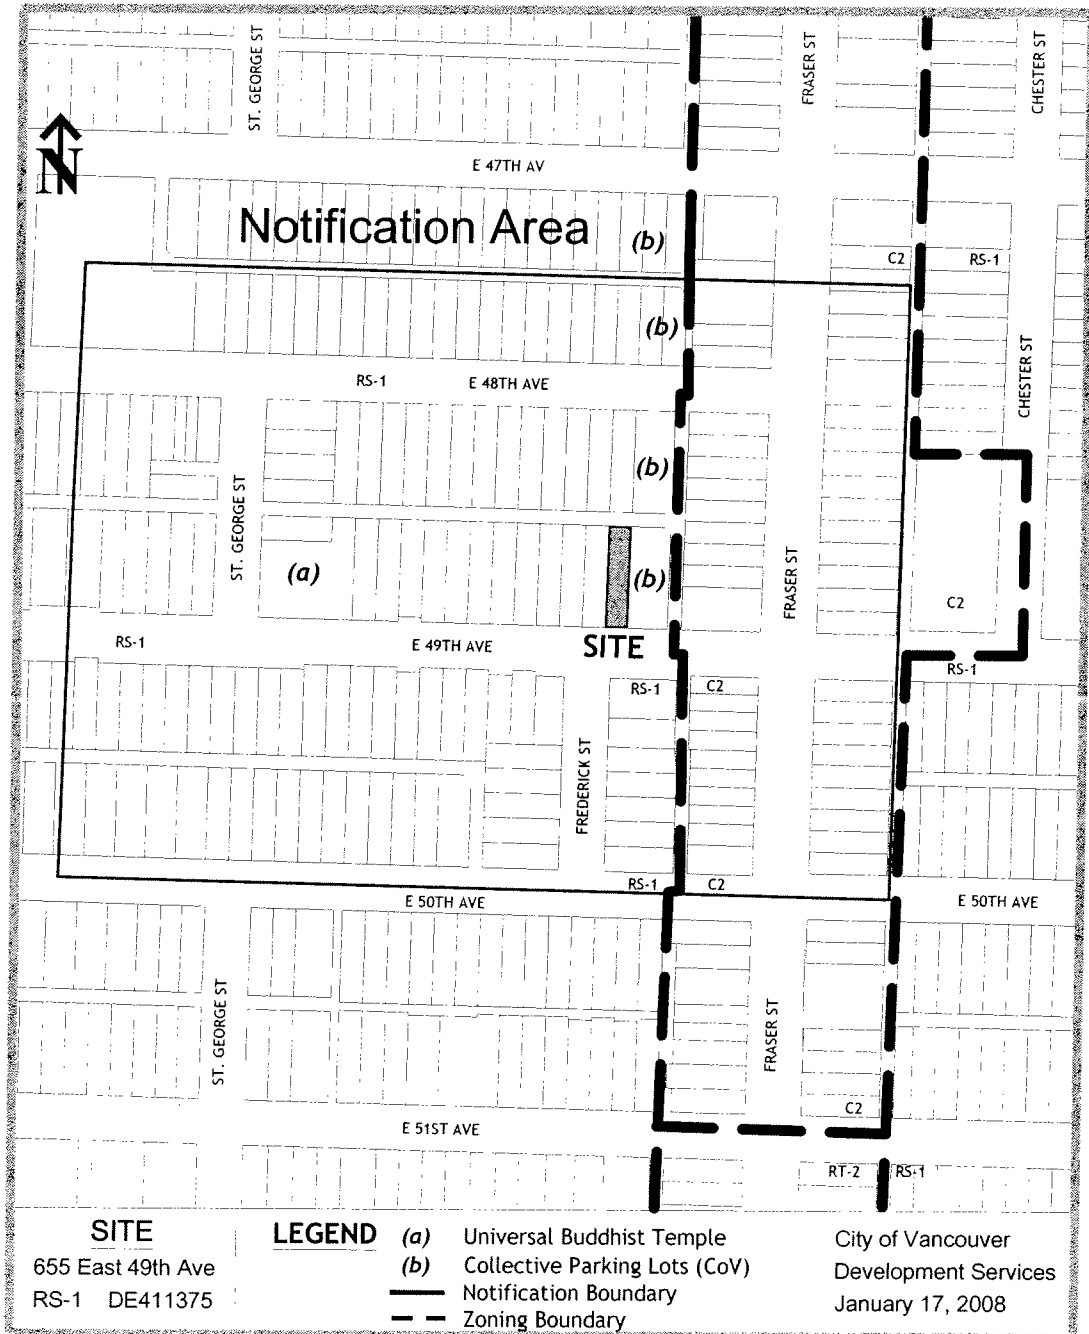 ST. GEORGE ST
FRASER ST
CHESTER ST
N
E 47TH AV
Notification Area
(b)
C2
RS-1
(b)
RS-1
E 48TH AVE
CHESTER ST
(b)
ST. GEORGE ST
(a)
(b)
FRASER ST
C2
RS-1
E 49TH AVE
SITE
RS-1
RS-1
C2
FREDERICK ST
RS-1
C2
E 50TH AVE
E 50TH AVE
ST. GEORGE ST
FRASER ST
C2
E 51ST AVE
RT-2
RS-1
SITE
655 East 49th Ave
RS-1 DE411375
LEGEND
(a) Universal Buddhist Temple
(b) Collective Parking Lots (CoV)
Notification Boundary
Zoning Boundary
City of Vancouver
Development Services
January 17, 2008